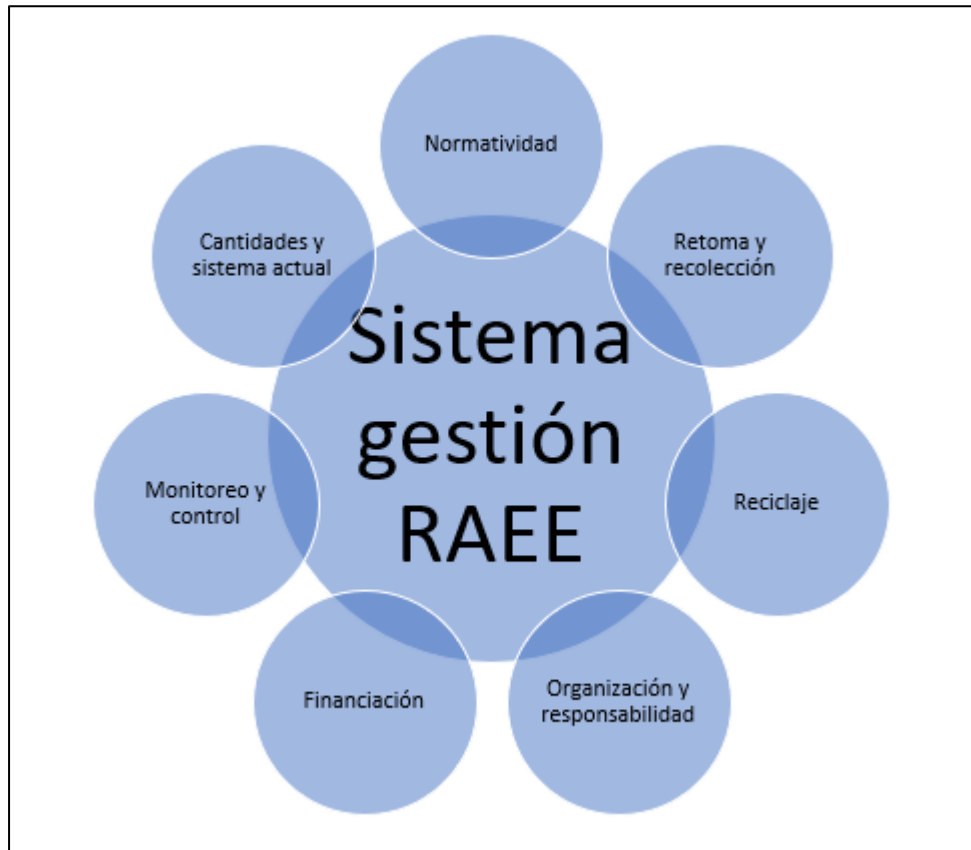 Normatividad
Retoma y
recolección
Reciclaje
Organización y
responsabilidad
Financiación
Monitoreo y
control
Cantidades y
sistema actual
Sistema
gestión
RAEE